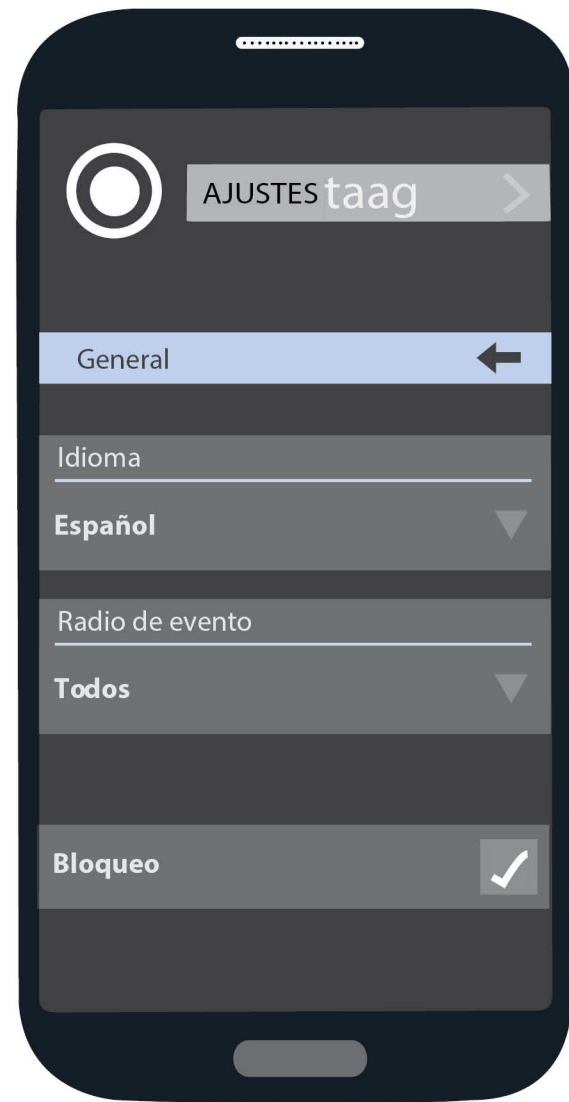 AJUSTES taag
General
Idioma
Español
Radio de evento
Todos
Bloqueo